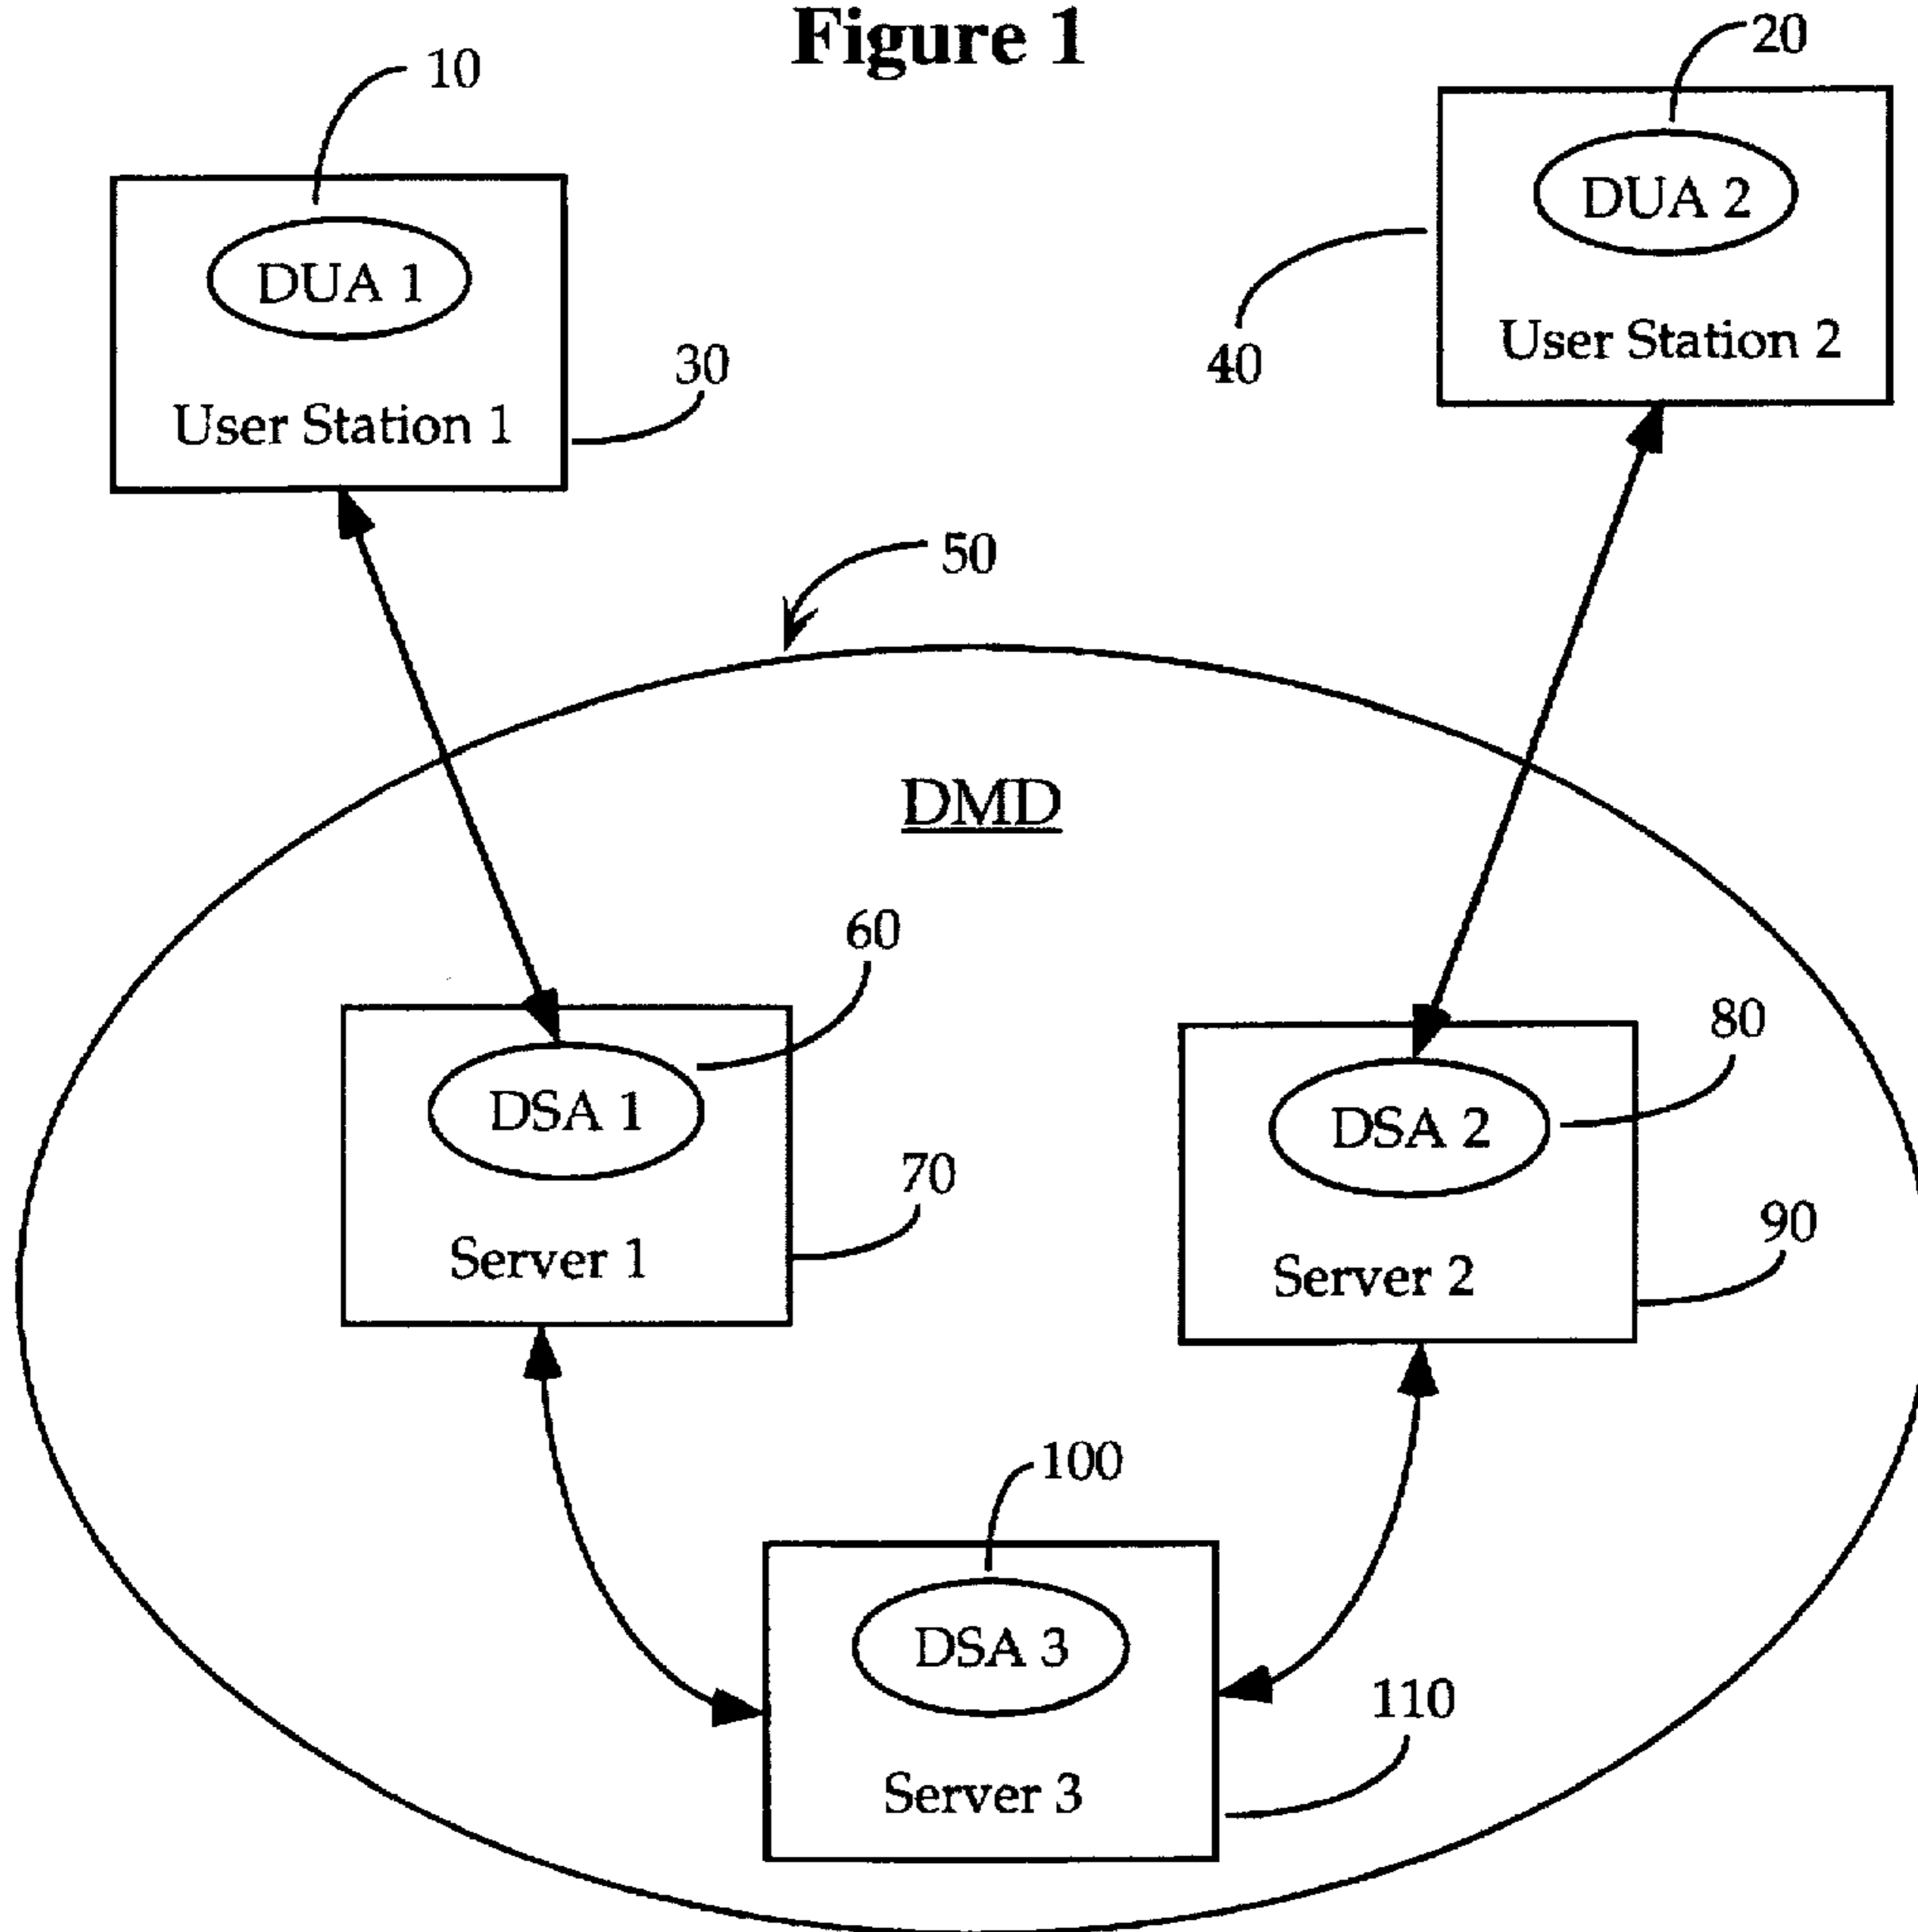 Figure 1
10
20
DUA 1
User Station 1
30
DUA 2
User Station 2
40
50
DMD
60
DSA 1
Server 1
70
80
DSA 2
Server 2
90
100
DSA 3
Server 3
110